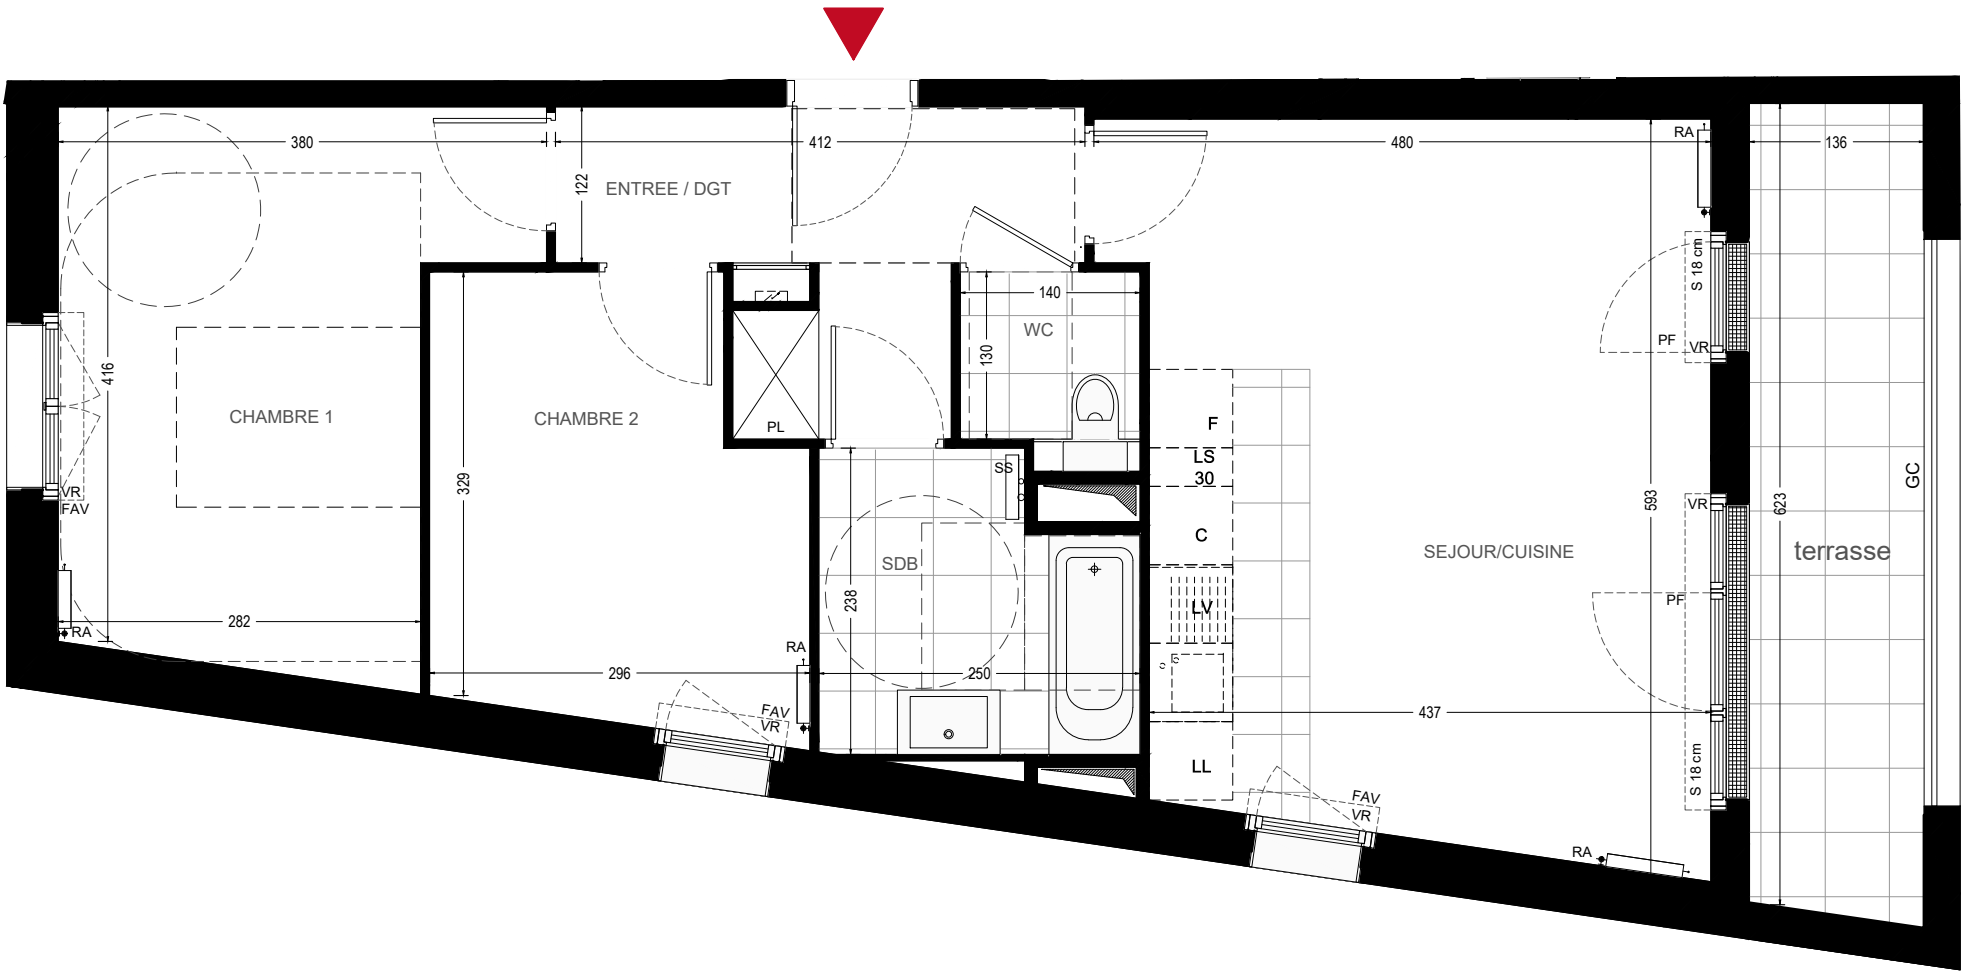 380
412
480
136
RA
122
ENTREE / DGT
S 18 cm
140
WC
130
PF
VR
416
CHAMBRE 1
CHAMBRE 2
PL
F
LS
30
SS
329
VR
FAV
593
623
GC
VR
C
SEJOUR/CUISINE
terrasse
SDB
238
LV
PF
282
RA
RA
296
250
437
FAV
VR
LL
S 18 cm
FAV
VR
RA